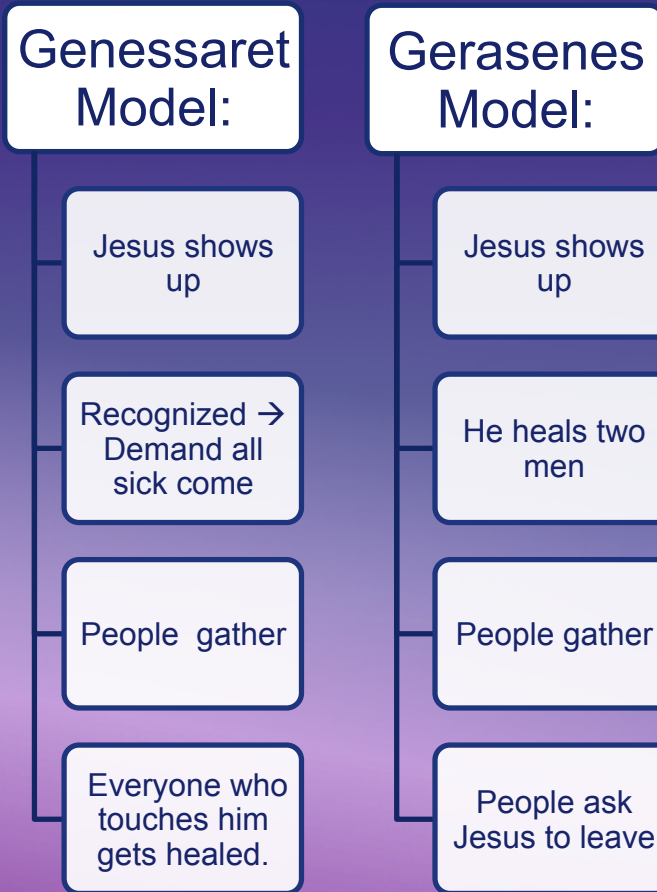 Genessaret
Model:
Jesus shows
up
Recognized →
Demand all
sick come
People  gather
Everyone who
touches him
gets healed.
Gerasenes
Model:
Jesus shows
up
He heals two
men
People gather
People ask
Jesus to leave